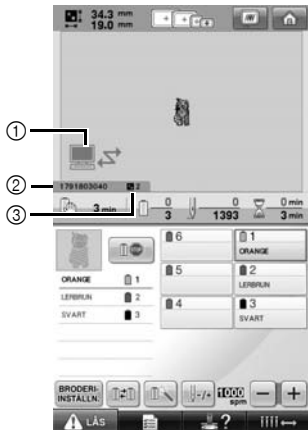 34.3 mm
19.0 mm
1
2
1791803040 2
3
3 min 0 0 0 min
3 1393 3 min
6 1
ORANGE
ORANGE 1 5 2
LERBRUN
LERBRUN 2
SVART 3 4 3
SVART
BRODERI-
INSTÄLLN. -/+ 1000 spm − +
LÅS ?